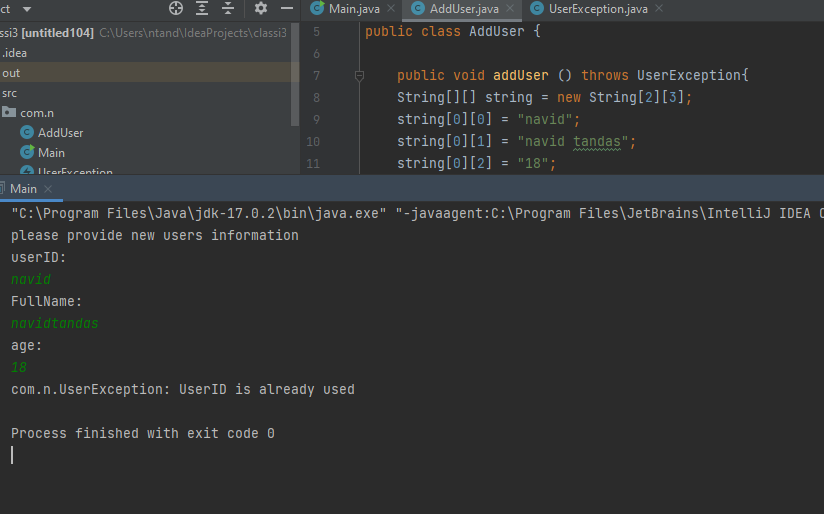 ct
ssi3 [untitled104] C:\Users\ntand\IdeaProjects\classi3
.idea
out
src
com.n
AddUser
Main
UserException
Main.java
AddUser.java
UserException.java
5 public class AddUser {
6
7 public void addUser () throws UserException{
8 String[][] string = new String[2][3];
9 string[0][0] = "navid";
10 string[0][1] = "navid tandas";
11 string[0][2] = "18";
Main
"C:\Program Files\Java\jdk-17.0.2\bin\java.exe" "-javaagent:C:\Program Files\JetBrains\IntelliJ IDEA C
please provide new users information
userID:
navid
FullName:
navidtandas
age:
18
com.n.UserException: UserID is already used
Process finished with exit code 0